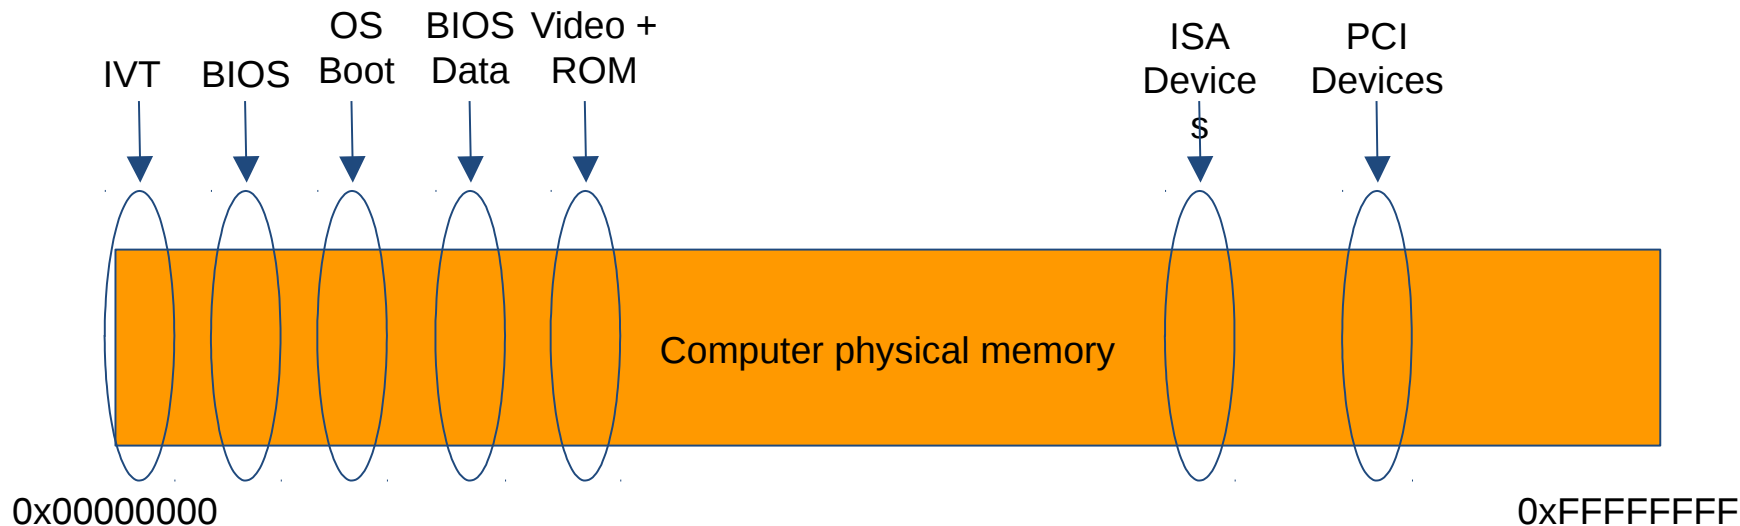 IVT
BIOS
OS
Boot
BIOS
Data
Video +
ROM
ISA
Device
s
PCI
Devices
Computer physical memory
0x00000000
0xFFFFFFFF